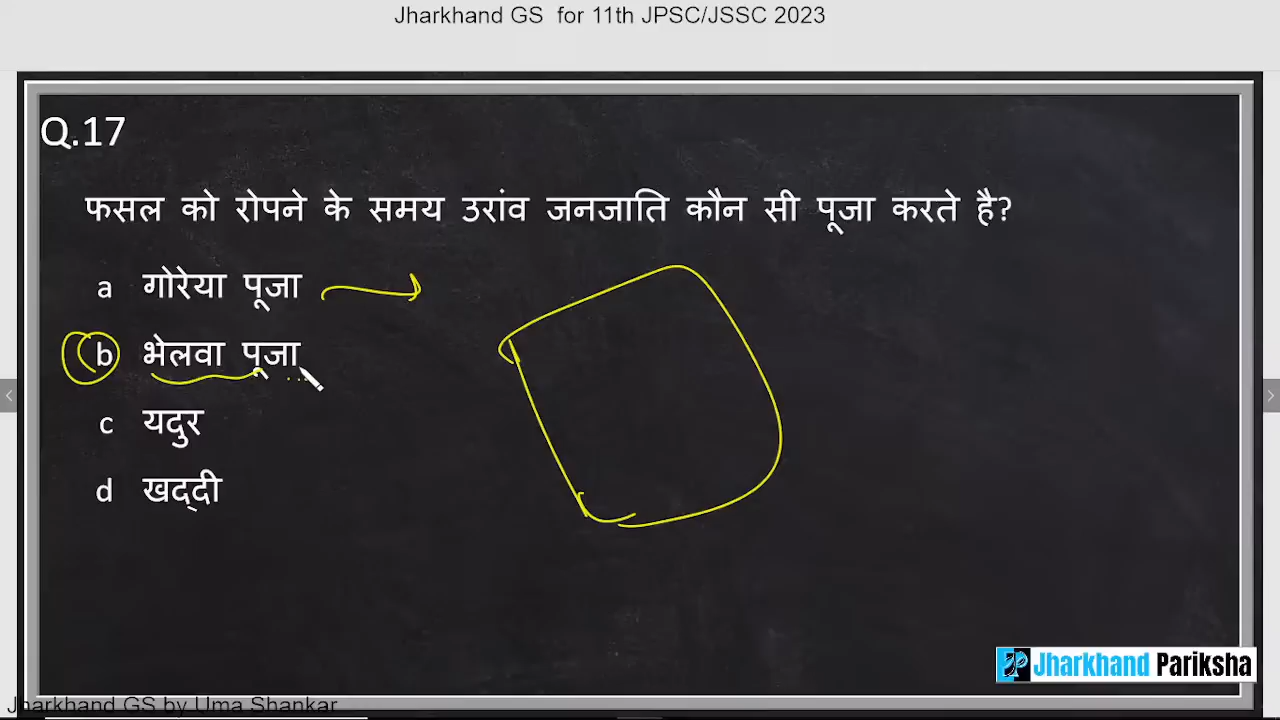 Jharkhand GS for 11th JPSC/JSSC 2023
Q.17
फसल को रोपने के समय उरांव जनजाति कौन सी पूजा करते है?
a गोरेया पूजा
b भेलवा पूजा
c यदुर
d खद्दी
Jharkhand Pariksha
Jharkhand GS by Uma Shankar